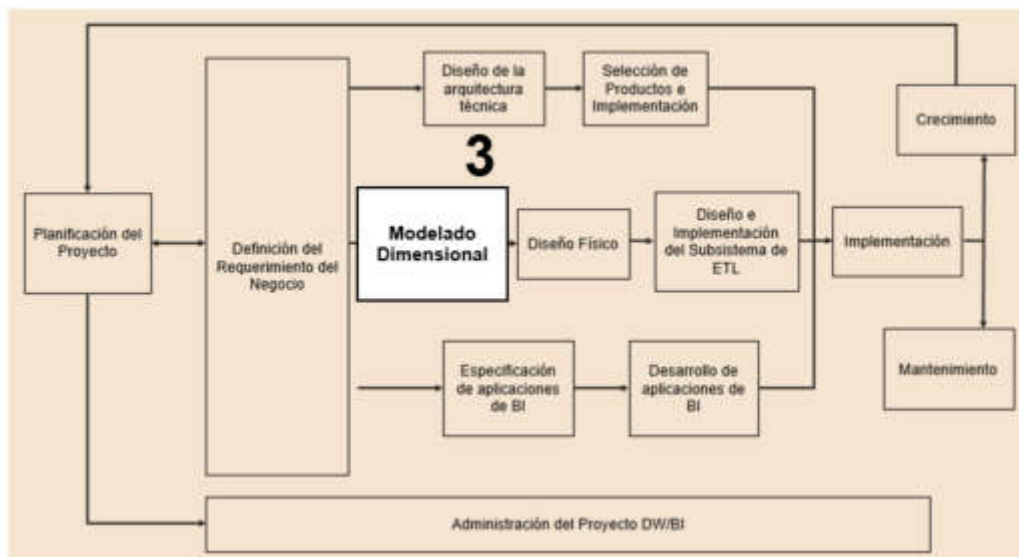 Diseño de la
arquitectura
técnica
Selección de
Productos e
Implementación
Crecimiento
3
Planificación del
Proyecto
Definición del
Requerimiento del
Negocio
Modelado
Dimensional
Diseño Físico
Diseño e
Implementación
del Subsistema de
ETL
Implementación
Especificación
de aplicaciones
de BI
Desarrollo de
aplicaciones de
BI
Mantenimiento
Administración del Proyecto DW/BI